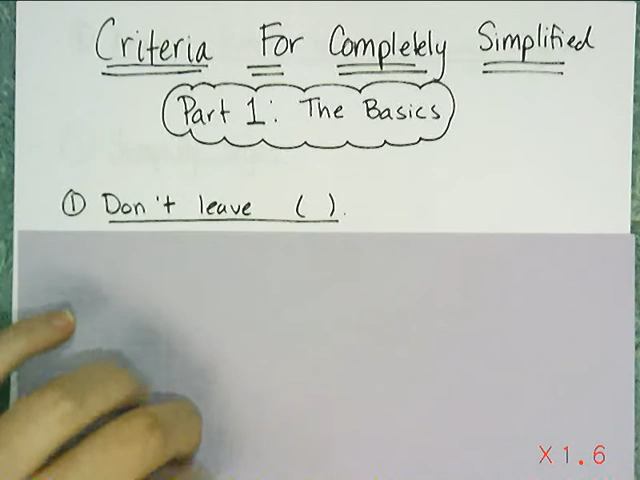 Criteria For Completely Simplified
Part 1: The Basics
① Don't leave ( ).
X1.6